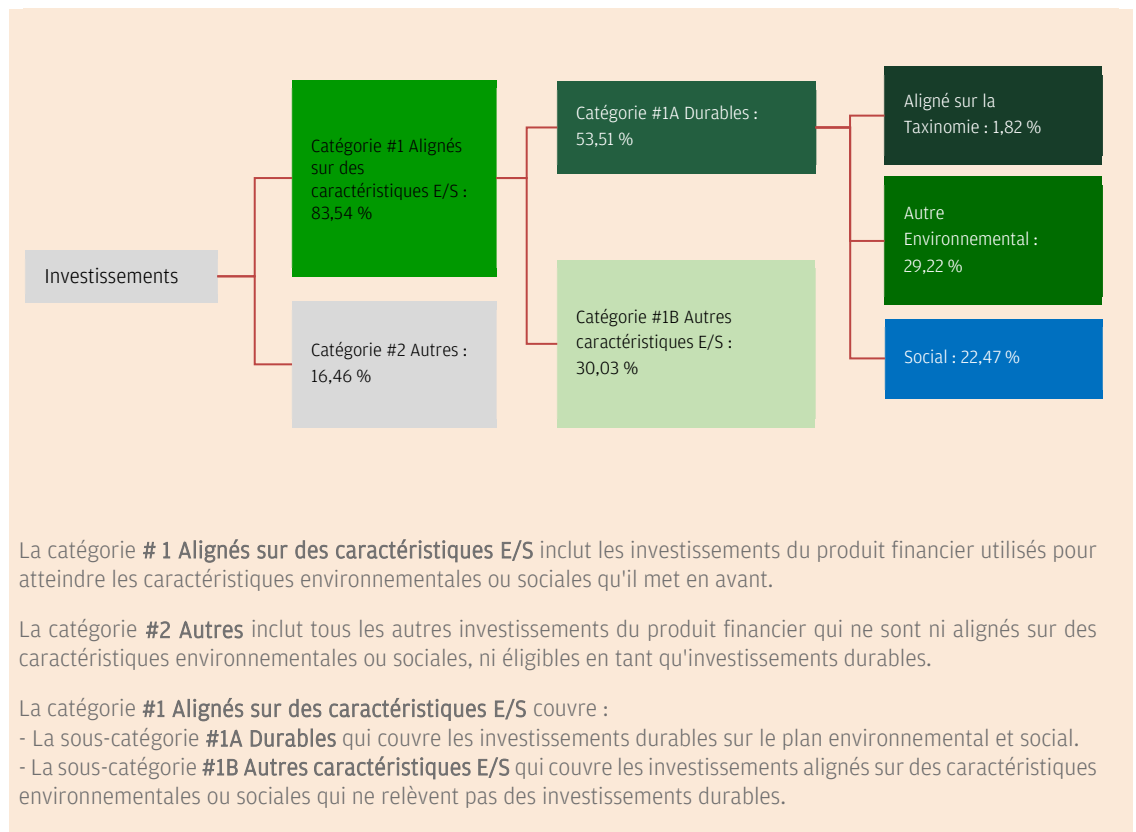 Investissements
Catégorie #1 Alignés
sur des
caractéristiques E/S :
83,54 %
Catégorie #2 Autres :
16,46 %
Catégorie #1A Durables :
53,51 %
Catégorie #1B Autres
caractéristiques E/S :
30,03 %
Aligné sur la
Taxinomie : 1,82 %
Autre
Environnemental :
29,22 %
Social : 22,47 %
La catégorie # 1 Alignés sur des caractéristiques E/S inclut les investissements du produit financier utilisés pour
atteindre les caractéristiques environnementales ou sociales qu'il met en avant.
La catégorie #2 Autres inclut tous les autres investissements du produit financier qui ne sont ni alignés sur des
caractéristiques environnementales ou sociales, ni éligibles en tant qu'investissements durables.
La catégorie #1 Alignés sur des caractéristiques E/S couvre :
- La sous-catégorie #1A Durables qui couvre les investissements durables sur le plan environnemental et social.
- La sous-catégorie #1B Autres caractéristiques E/S qui couvre les investissements alignés sur des caractéristiques
environnementales ou sociales qui ne relèvent pas des investissements durables.